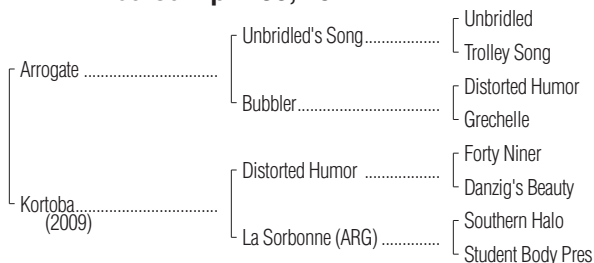 Unbridled
Unbridled's Song
Trolley Song
Arrogate
Distorted Humor
Bubbler
Grechelle
Forty Niner
Distorted Humor
Danzig's Beauty
Kortoba
(2009)
Southern Halo
La Sorbonne (ARG)
Student Body Pres